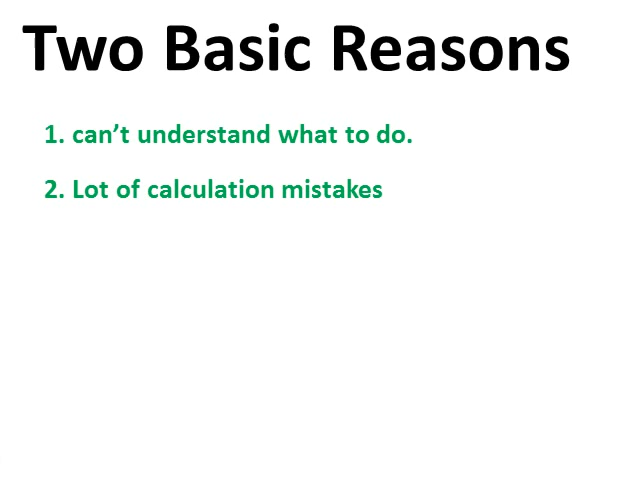 Two Basic Reasons
1. can’t understand what to do.
2. Lot of calculation mistakes